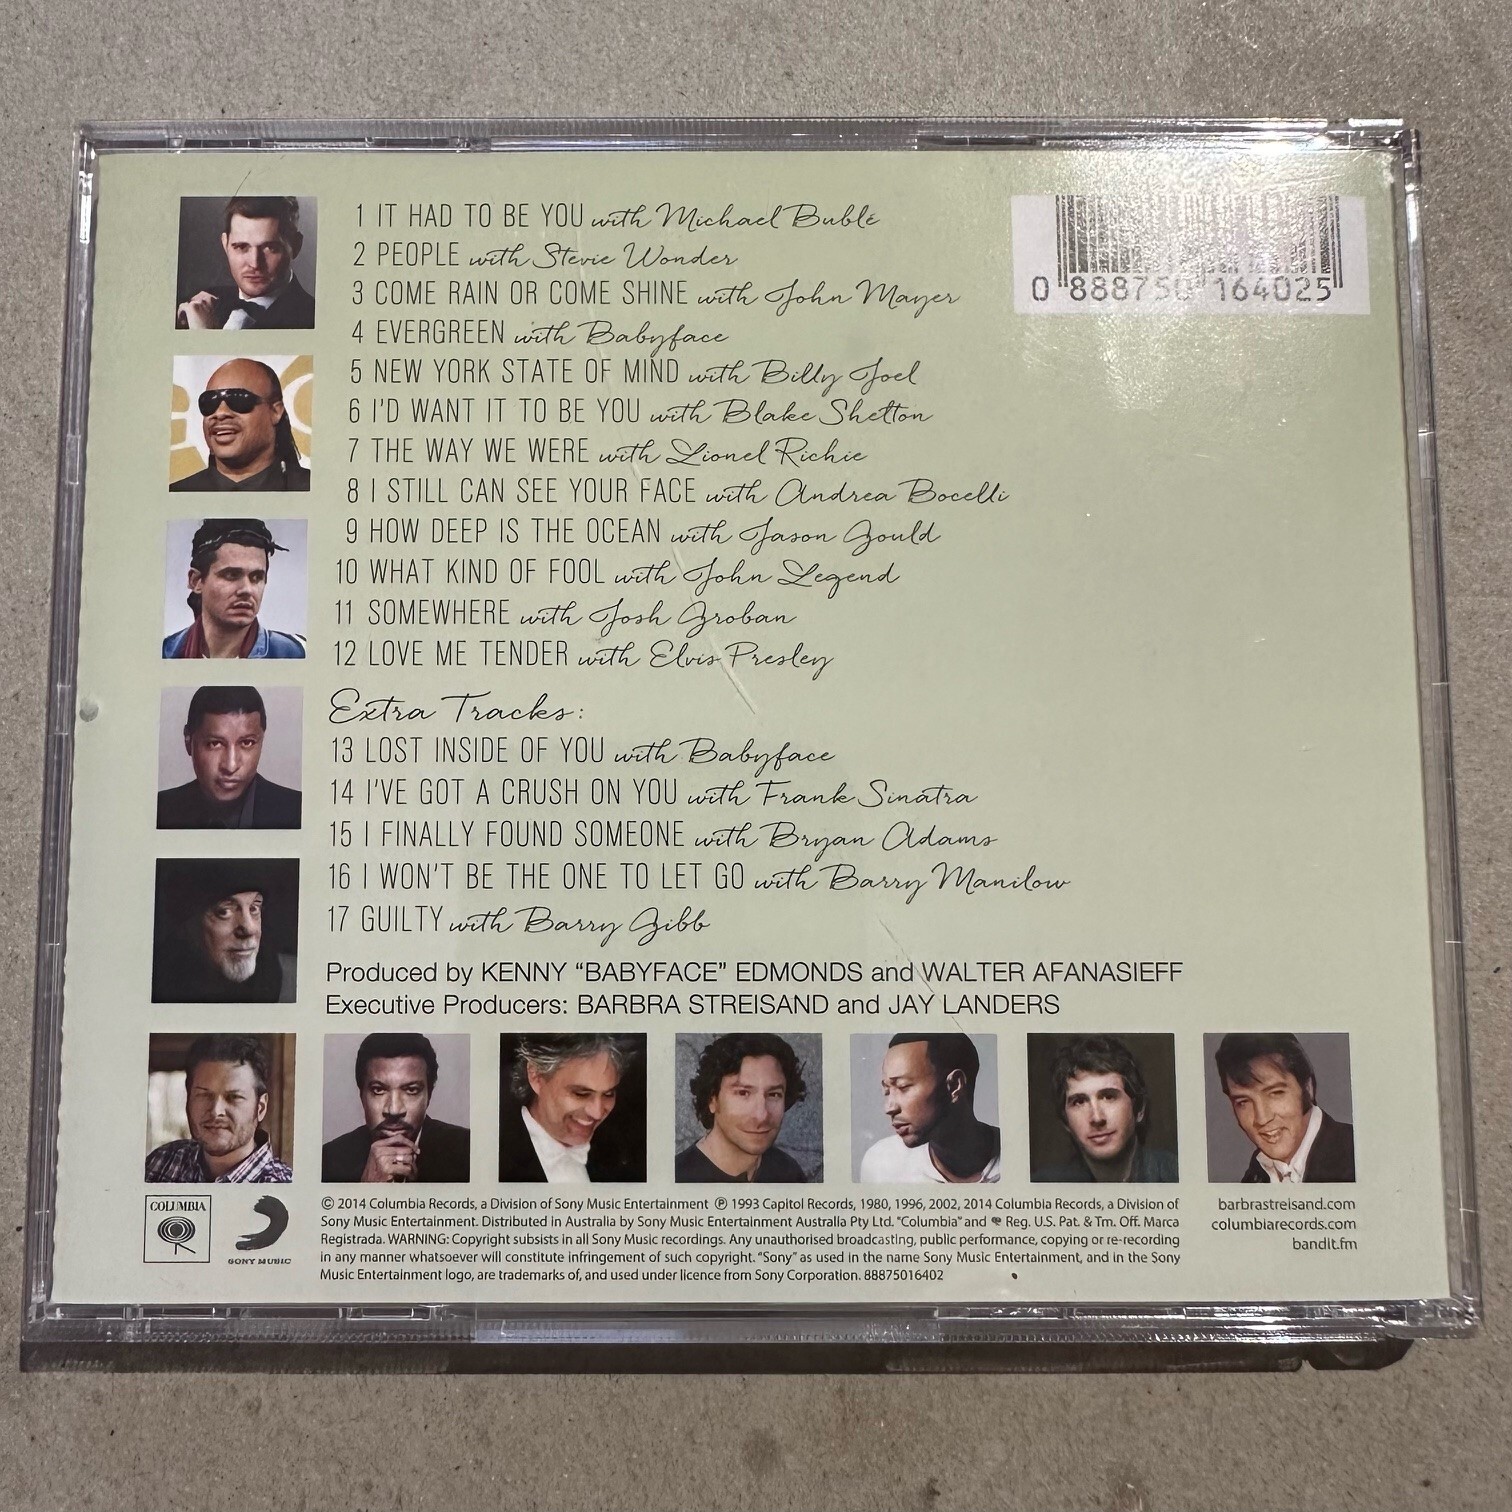 1 IT HAD TO BE YOU with Michael Bublé
2 PEOPLE with Stevie Wonder
3 COME RAIN OR COME SHINE with John Mayer
4 EVERGREEN with Babyface
5 NEW YORK STATE OF MIND with Billy Joel
6 I'D WANT IT TO BE YOU with Blake Shelton
7 THE WAY WE WERE with Lionel Richie
8 I STILL CAN SEE YOUR FACE with Andrea Bocelli
9 HOW DEEP IS THE OCEAN with Jason Gould
10 WHAT KIND OF FOOL with John Legend
11 SOMEWHERE with Josh Groban
12 LOVE ME TENDER with Elvis Presley
Extra Tracks:
13 LOST INSIDE OF YOU with Babyface
14 I'VE GOT A CRUSH ON YOU with Frank Sinatra
15 I FINALLY FOUND SOMEONE with Bryan Adams
16 I WON'T BE THE ONE TO LET GO with Barry Manilow
17 GUILTY with Barry Gibb
Produced by KENNY "BABYFACE" EDMONDS and WALTER AFANASIEFF
Executive Producers: BARBRA STREISAND and JAY LANDERS
0 888750 164025
COLUMBIA
SONY MUSIC
© 2014 Columbia Records, a Division of Sony Music Entertainment ℗ 1993 Capitol Records, 1980, 1996, 2002, 2014 Columbia Records, a Division of
Sony Music Entertainment. Distributed in Australia by Sony Music Entertainment Australia Pty Ltd. "Columbia" and Reg. U.S. Pat. & Tm. Off. Marca
Registrada. WARNING: Copyright subsists in all Sony Music recordings. Any unauthorised broadcasting, public performance, copying or re-recording
in any manner whatsoever will constitute infringement of such copyright. "Sony" as used in the name Sony Music Entertainment, and in the Sony
Music Entertainment logo, are trademarks of, and used under licence from Sony Corporation. 88875016402
barbrastreisand.com
columbiarecords.com
bandit.fm